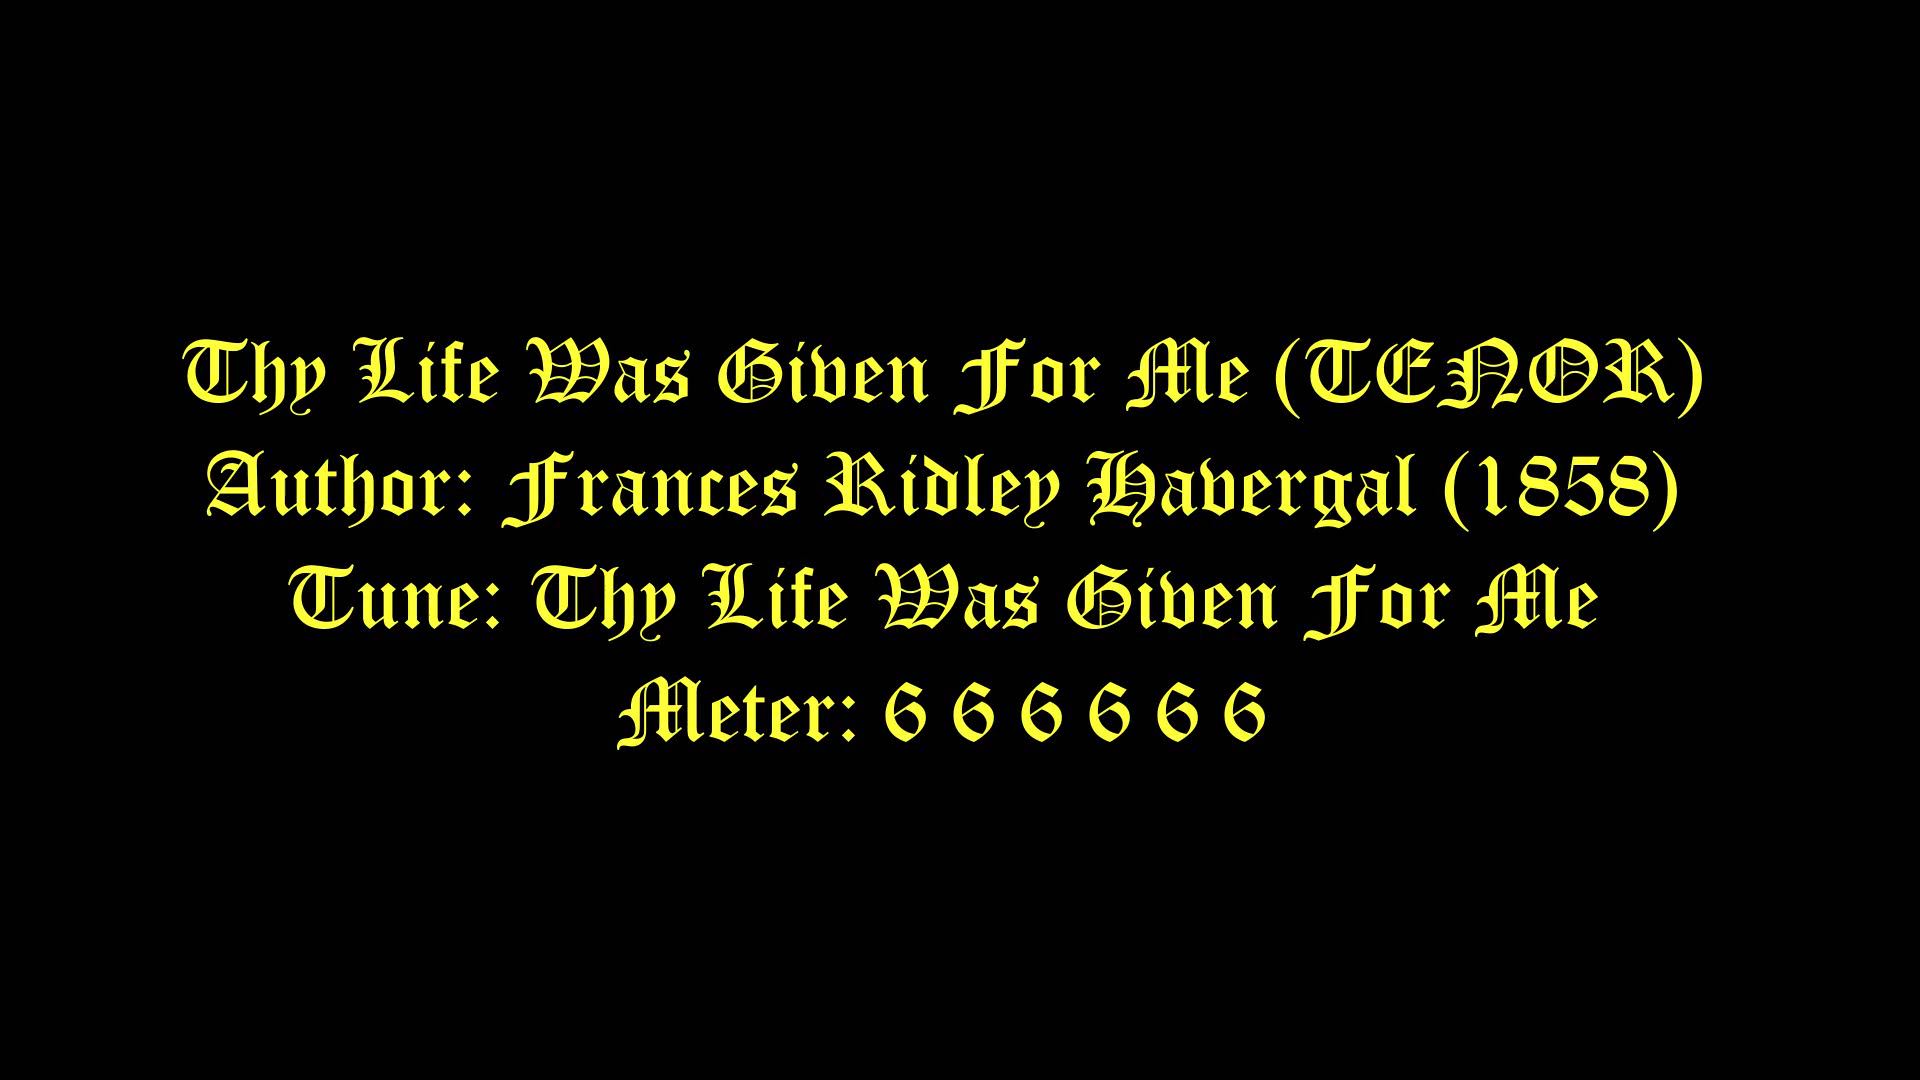 Thy Life Was Given For Me (TENOR)
Author: Frances Ridley Havergal (1858)
Tune: Thy Life Was Given For Me
Meter: 6 6 6 6 6 6